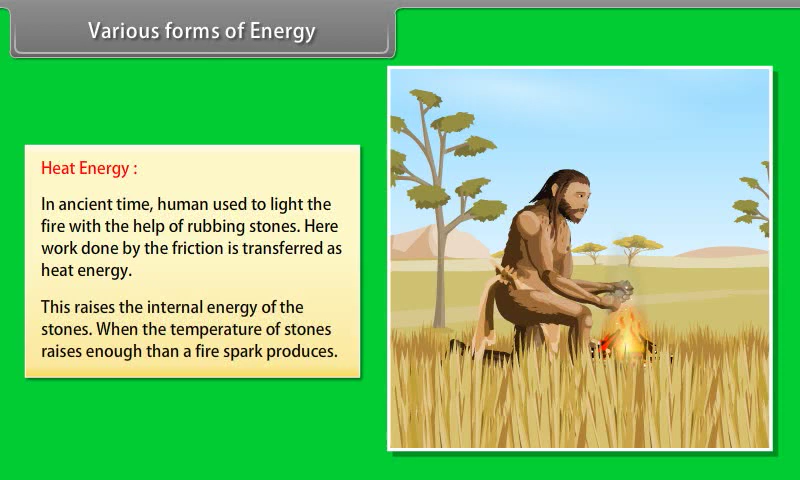 Various forms of Energy
Heat Energy :
In ancient time, human used to light the
fire with the help of rubbing stones. Here
work done by the friction is transferred as
heat energy.
This raises the internal energy of the
stones. When the temperature of stones
raises enough than a fire spark produces.